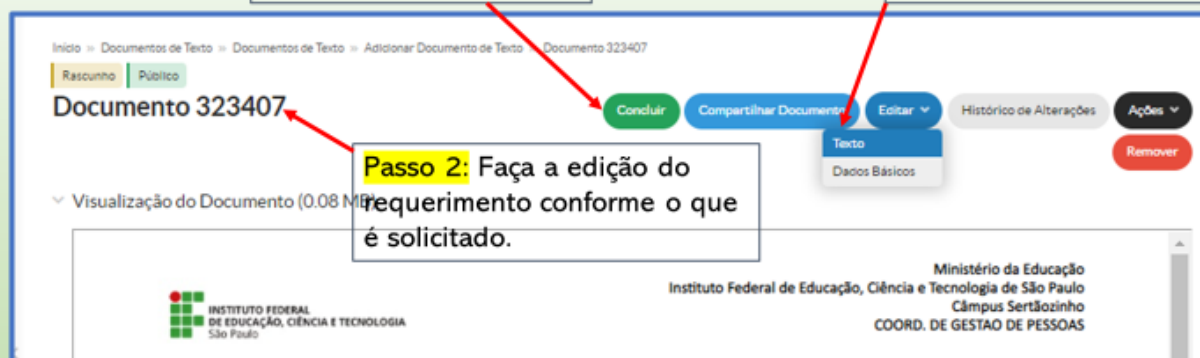 Início » Documentos de Texto » Documentos de Texto » Adicionar Documento de Texto » Documento 323407
Rascunho Público
Documento 323407
Concluir Compartilhar Documento Editar Histórico de Alterações Ações
Texto
Dados Básicos
Remover
Passo 2: Faça a edição do
requerimento conforme o que
é solicitado.
Visualização do Documento (0.08 MB)
INSTITUTO FEDERAL
DE EDUCAÇÃO, CIÊNCIA E TECNOLOGIA
São Paulo
Ministério da Educação
Instituto Federal de Educação, Ciência e Tecnologia de São Paulo
Câmpus Sertãozinho
COORD. DE GESTAO DE PESSOAS